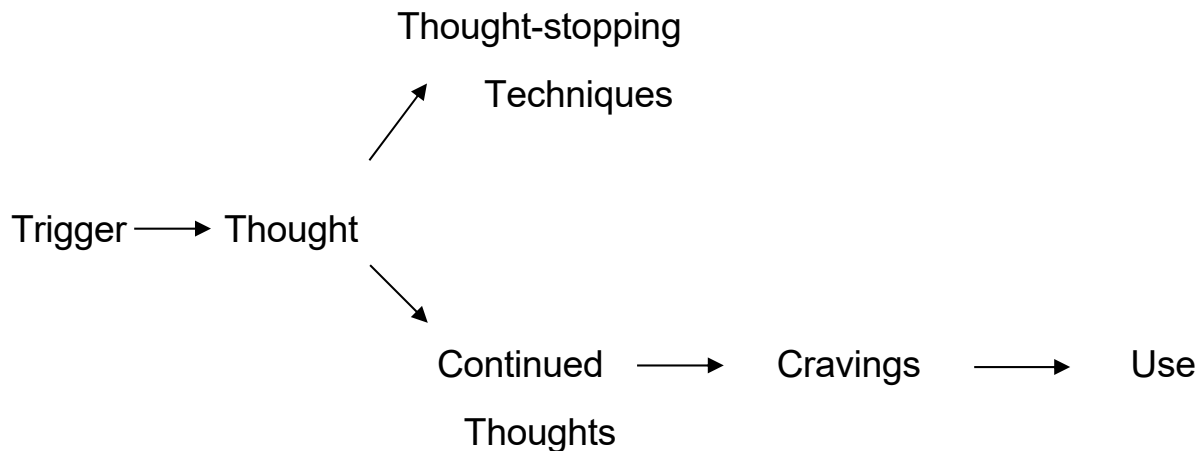 Thought-stopping
Techniques
Trigger
Thought
Continued
Thoughts
Cravings
Use